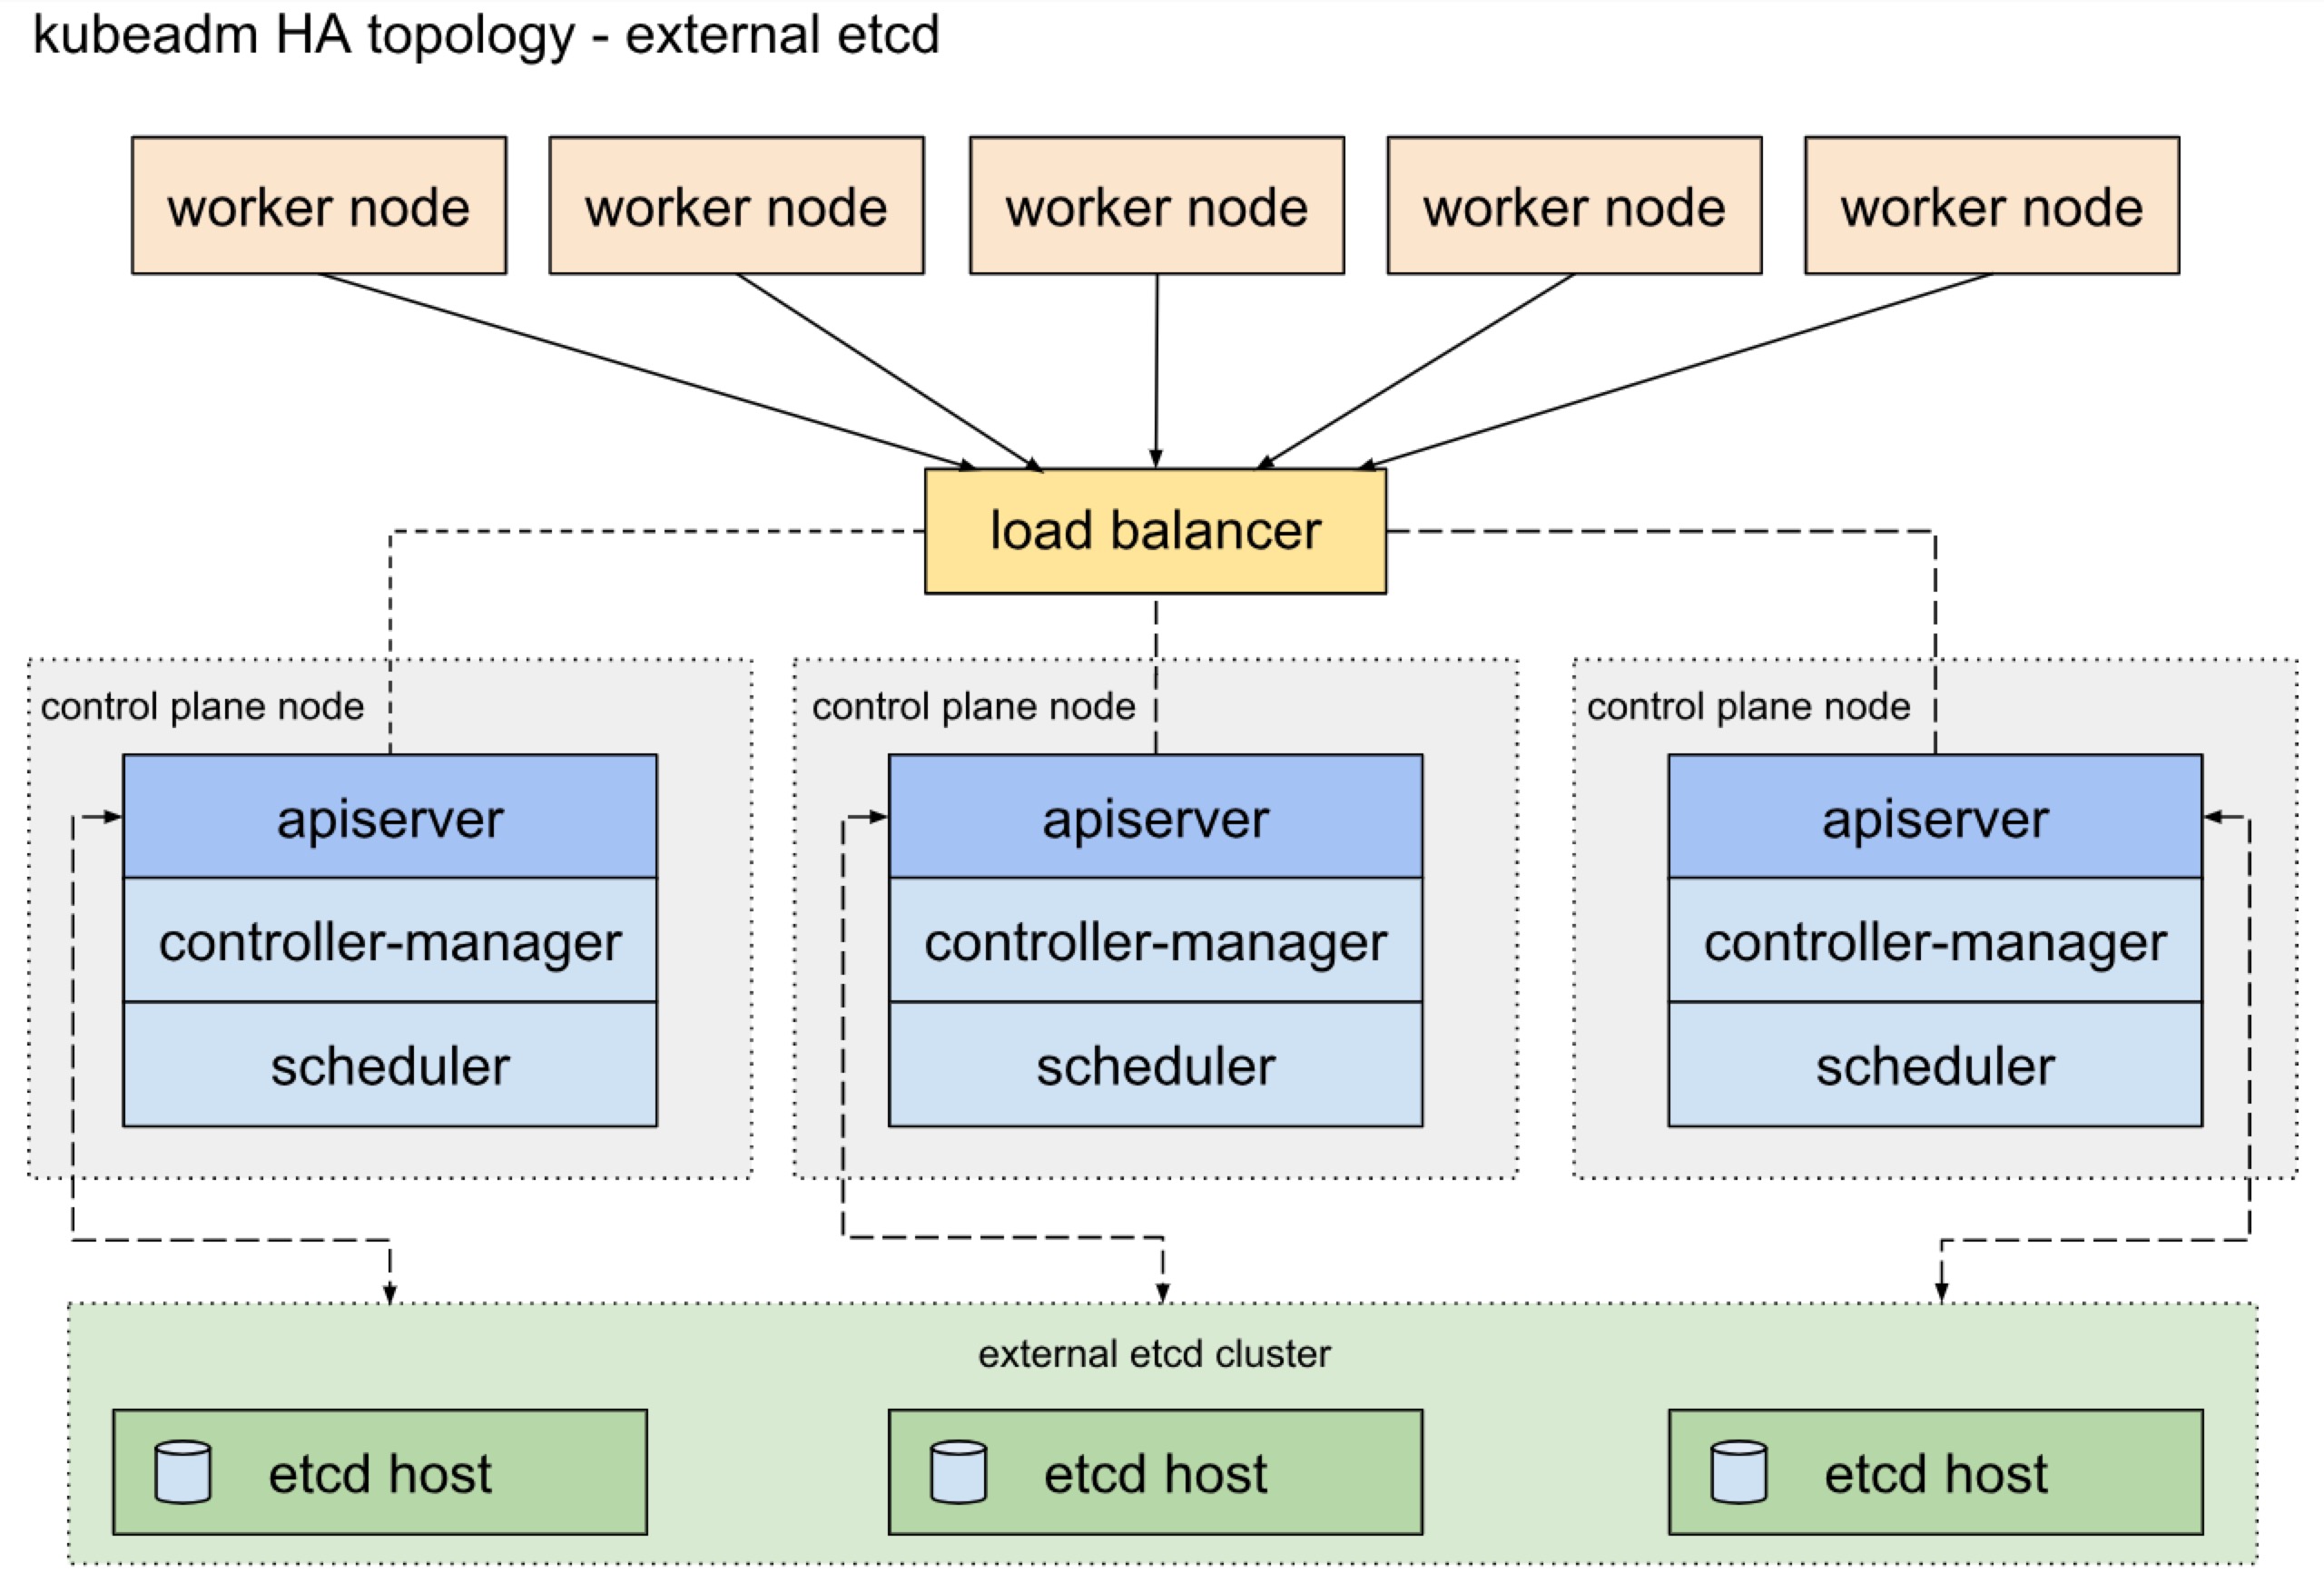 kubeadm HA topology - external etcd
worker node
worker node
worker node
worker node
worker node
load balancer
control plane node
control plane node
control plane node
apiserver
apiserver
apiserver
controller-manager
controller-manager
controller-manager
scheduler
scheduler
scheduler
external etcd cluster
etcd host
etcd host
etcd host